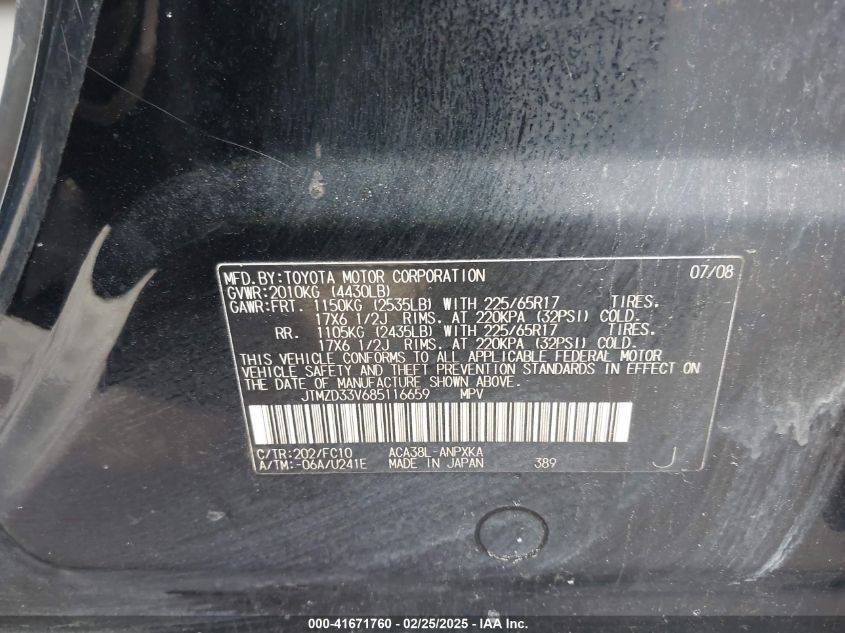 MFD.BY:TOYOTA MOTOR CORPORATION 07/08
GVWR:2010KG (4430LB)
GAWR:FRT. 1150KG (2535LB) WITH 225/65R17 TIRES.
17X6 1/2J RIMS. AT 220KPA (32PSI) COLD.
RR. 1105KG (2435LB) WITH 225/65R17 TIRES.
17X6 1/2J RIMS. AT 220KPA (32PSI) COLD.
THIS VEHICLE CONFORMS TO ALL APPLICABLE FEDERAL MOTOR
VEHICLE SAFETY AND THEFT PREVENTION STANDARDS IN EFFECT ON
THE DATE OF MANUFACTURE SHOWN ABOVE.
JTMZD33V685116659 MPV
C/TR:202/FC10 ACA38L-ANPXKA
A/TM:-06A/U241E MADE IN JAPAN 389 J
000-41671760 - 02/25/2025 - IAA Inc.